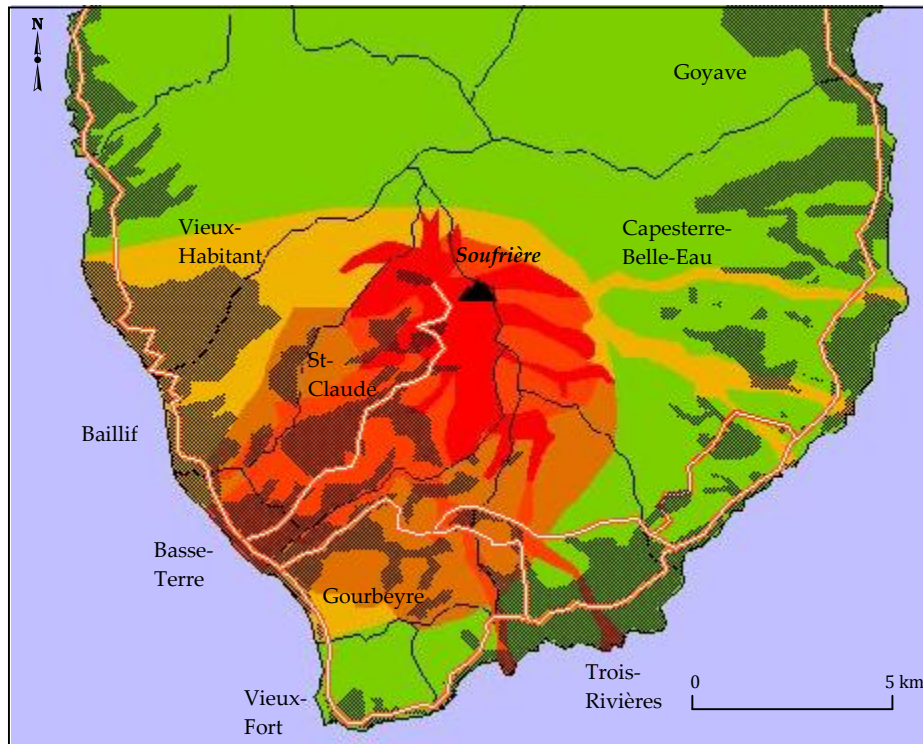 N
Goyave
Vieux-
Habitant
Capesterre-
Belle-Eau
Soufrière
St-
Claude
Baillif
Basse-
Terre
Gourbeyre
Trois-
Rivières
Vieux-
Fort
0 5 km